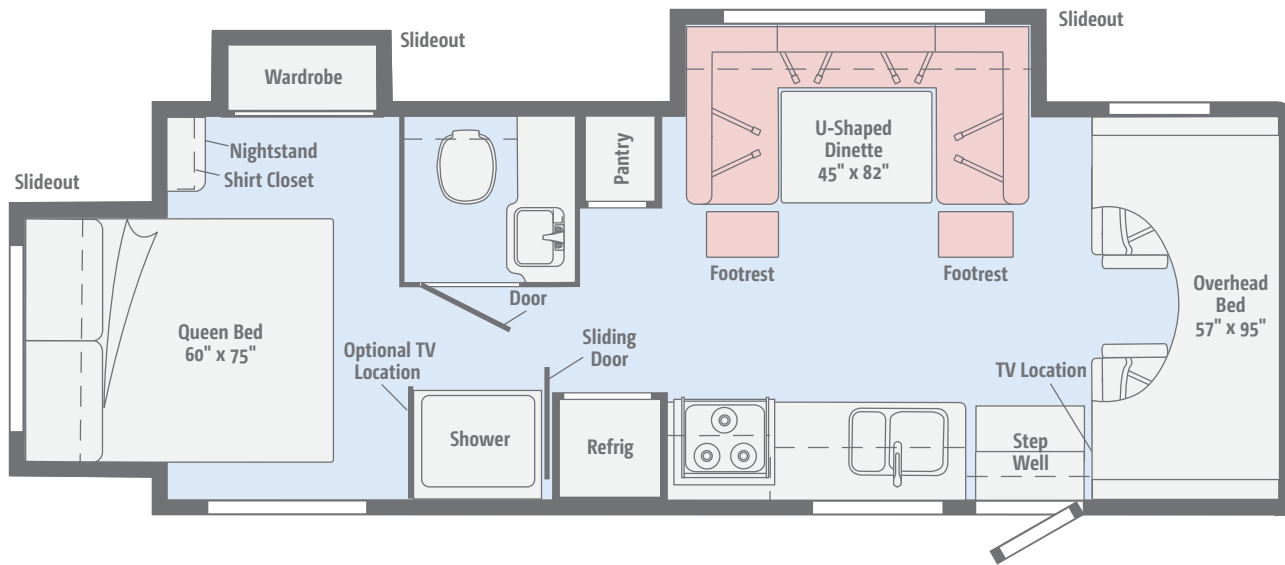 Slideout
Slideout
Wardrobe
Nightstand
Shirt Closet
Slideout
Pantry
U-Shaped
Dinette
45" x 82"
Footrest
Footrest
Door
Queen Bed
60" x 75"
Optional TV
Location
Sliding
Door
Overhead
Bed
57" x 95"
TV Location
Shower
Refrig
Step
Well